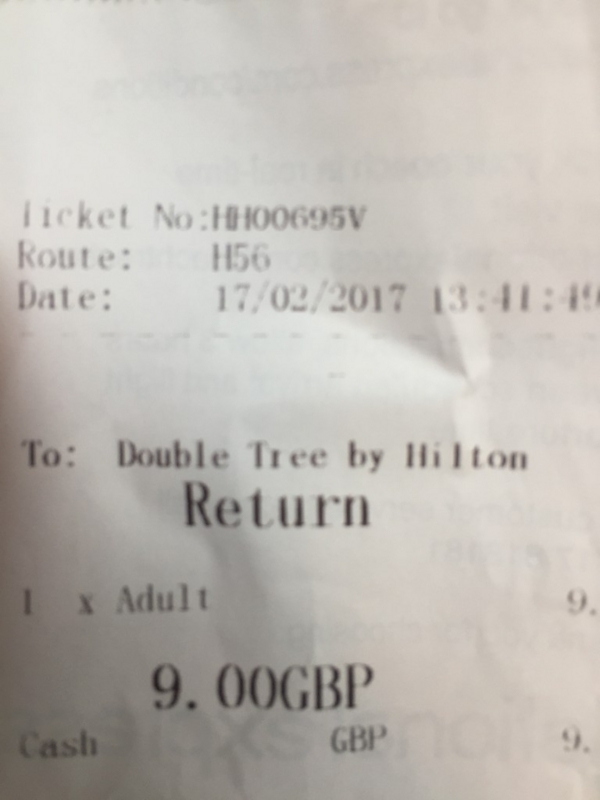 Ticket No:HH00695V
Route: H56
Date: 17/02/2017 13:41:49
To: Double Tree by Hilton
Return
1 x Adult 9.
9.00GBP
Cash GBP 9.